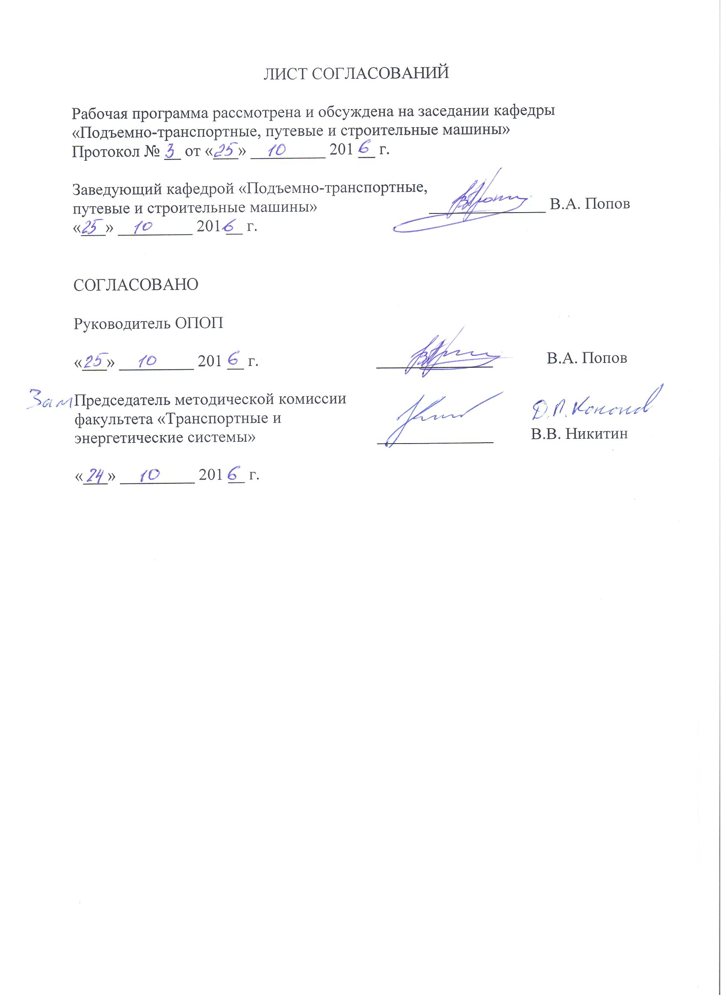 ЛИСТ СОГЛАСОВАНИЙ
Рабочая программа рассмотрена и обсуждена на заседании кафедры
«Подъемно-транспортные, путевые и строительные машины»
Протокол № 3 от «25» 10 2016 г.
Заведующий кафедрой «Подъемно-транспортные,
путевые и строительные машины» В.А. Попов
«25» 10 2016 г.
СОГЛАСОВАНО
Руководитель ОПОП
«25» 10 2016 г. В.А. Попов
Зам Председатель методической комиссии Д.П. Кононов
факультета «Транспортные и
энергетические системы» В.В. Никитин
«24» 10 2016 г.